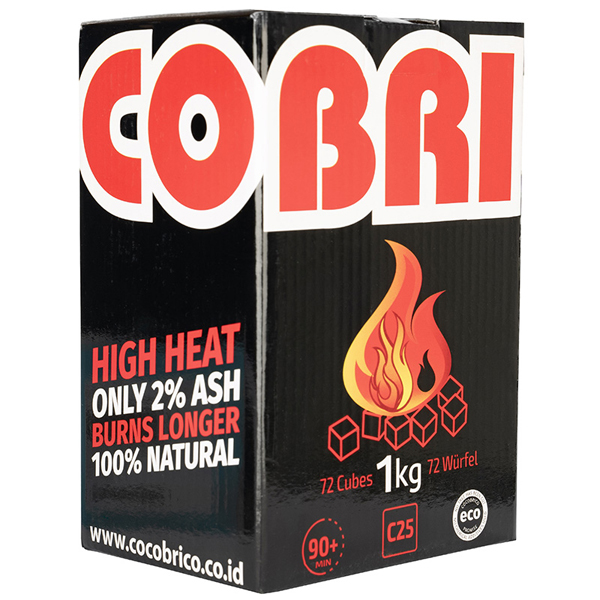 COBRI
HIGH HEAT
ONLY 2% ASH
BURNS LONGER
100% NATURAL
www.cocobrico.co.id
72 Cubes 1kg 72 Würfel
90+
MIN
C25
eco